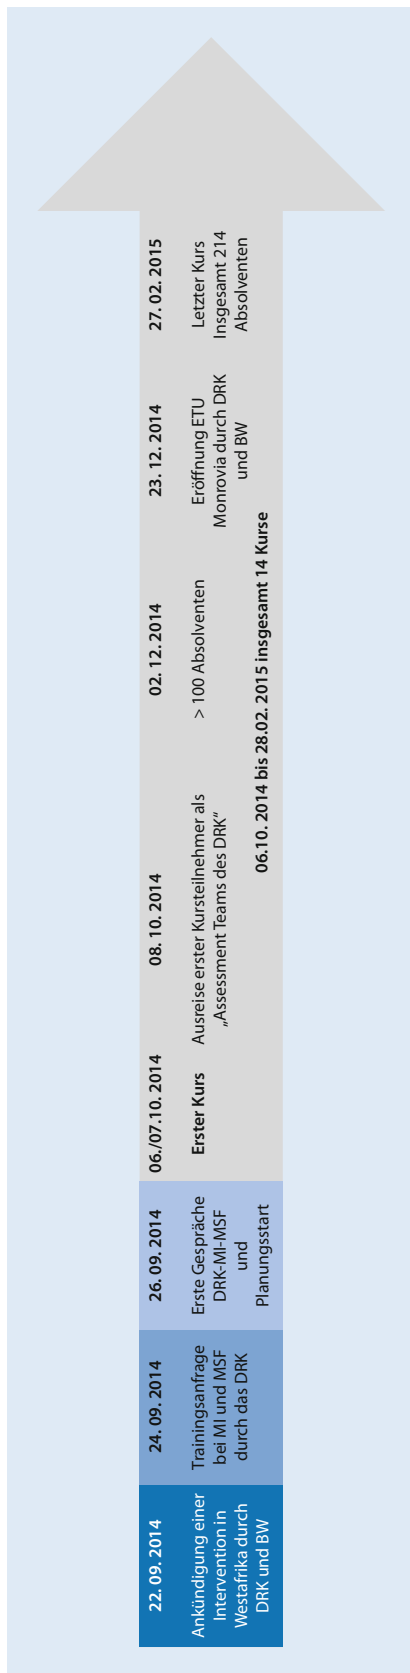 22. 09. 2014
Ankündigung einer
Intervention in
Westafrika durch
DRK und BW
24. 09. 2014
Trainingsanfrage
bei MI und MSF
durch das DRK
26. 09. 2014
Erste Gespräche
DRK-MI-MSF
und
Planungsstart
06./07.10. 2014
Erster Kurs
08. 10. 2014
Ausreise erster Kursteilnehmer als
„Assessment Teams des DRK“
02. 12. 2014
> 100 Absolventen
23. 12. 2014
Eröffnung ETU
Monrovia durch DRK
und BW
27. 02. 2015
Letzter Kurs
Insgesamt 214
Absolventen
06.10. 2014 bis 28.02. 2015 insgesamt 14 Kurse